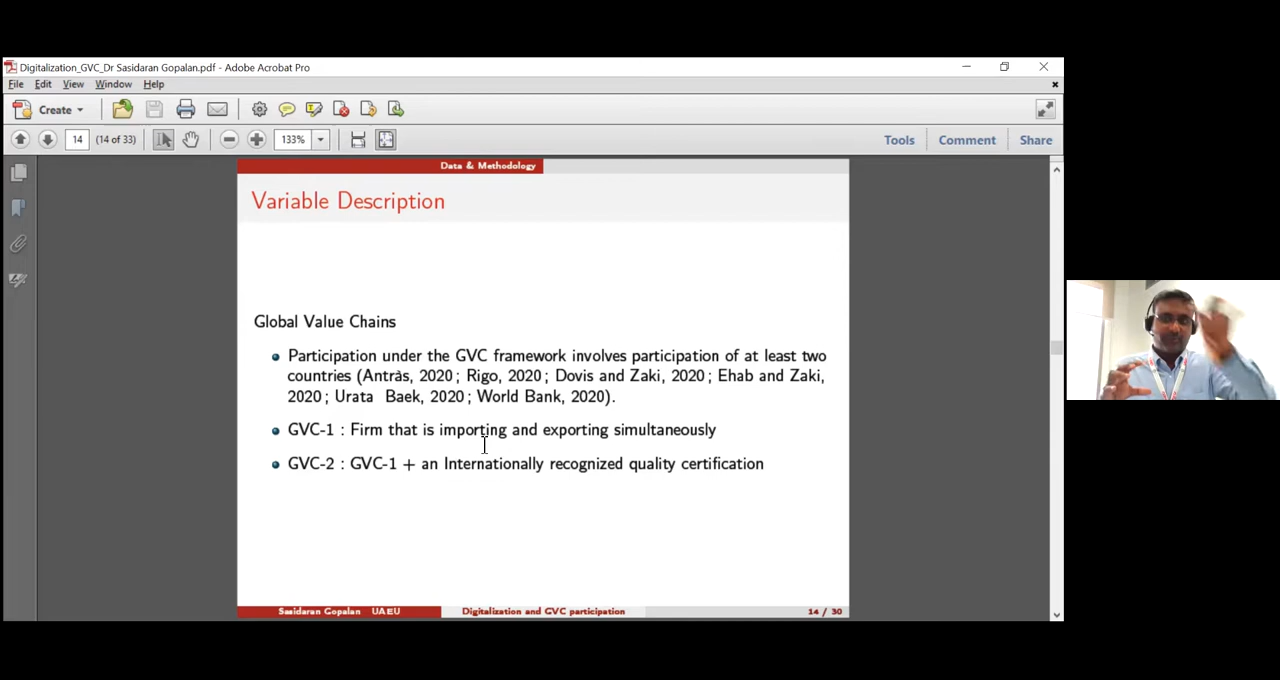 Digitalization_GVC_Dr Sasidaran Gopalan.pdf - Adobe Acrobat Pro
File Edit View Window Help
Create
14 (14 of 33) 133% Tools Comment Share
Data & Methodology
Variable Description
Global Value Chains
Participation under the GVC framework involves participation of at least two
countries (Antràs, 2020 ; Rigo, 2020 ; Dovis and Zaki, 2020 ; Ehab and Zaki,
2020 ; Urata Baek, 2020 ; World Bank, 2020).
GVC-1 : Firm that is importing and exporting simultaneously
GVC-2 : GVC-1 + an Internationally recognized quality certification
Sasidaran Gopalan UAEU Digitalization and GVC participation 14 / 30